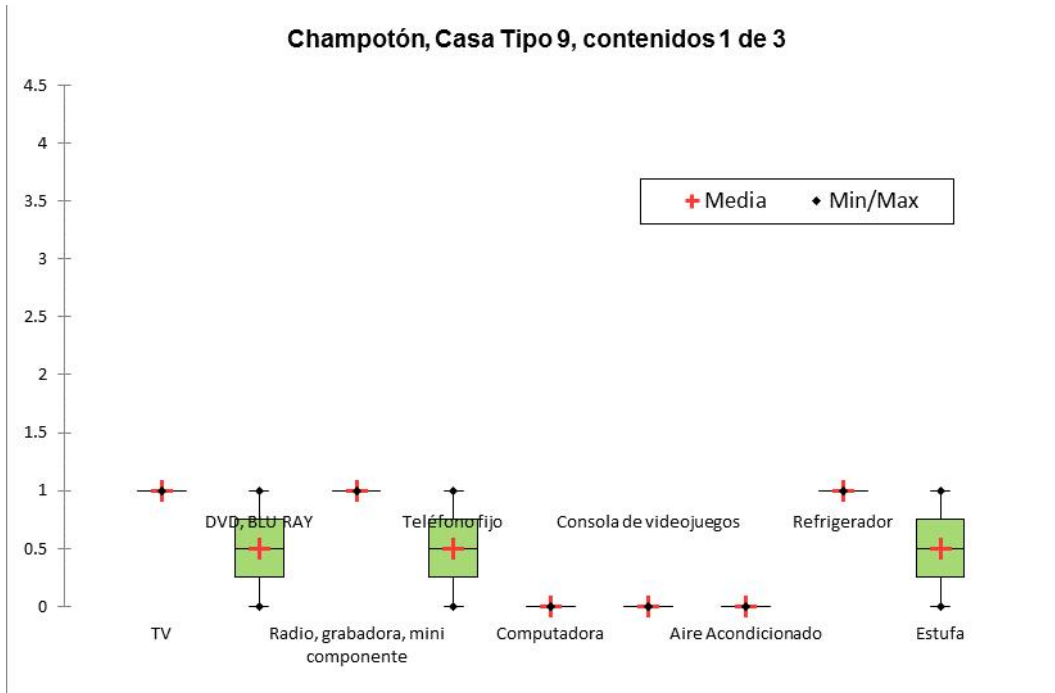 Champotón, Casa Tipo 9, contenidos 1 de 3
4.5
4
3.5
Media
Min/Max
3
2.5
2
1.5
1
DVD, BLU RAY
Teléfono fijo
Consola de videojuegos
Refrigerador
0.5
0
TV
Radio, grabadora, mini
componente
Computadora
Aire Acondicionado
Estufa